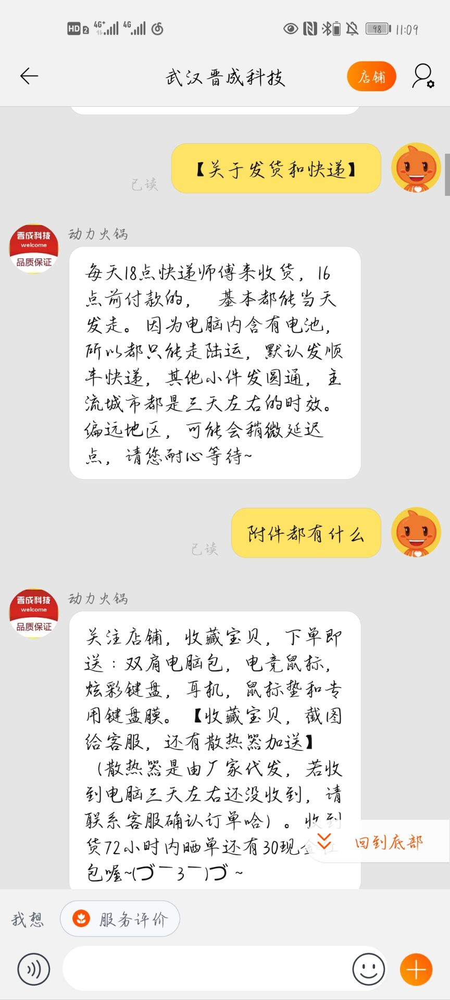 HD 2 4G+ 4G 98 11:09
武汉晋成科技
店铺
【关于发货和快递】
已读
晋成科技
welcome
品质保证
动力火锅
每天18点快递师傅来收货，16
点前付款的， 基本都能当天
发走。因为电脑内含有电池，
所以都只能走陆运，默认发顺
丰快递，其他小件发圆通，主
流城市都是三天左右的时效。
偏远地区，可能会稍微延迟
点，请您耐心等待~
附件都有什么
已读
晋成科技
welcome
品质保证
动力火锅
关注店铺，收藏宝贝，下单即
送：双肩电脑包，电竞鼠标，
炫彩键盘，耳机，鼠标垫和专
用键盘膜。【收藏宝贝，截图
给客服，还有散热器加送】
（散热器是由厂家代发，若收
到电脑三天左右还没收到，请
联系客服确认订单哈）。收到
货72小时内晒单还有30现金红
包喔~(づ￣3￣)づ~
回到底部
我想
服务评价